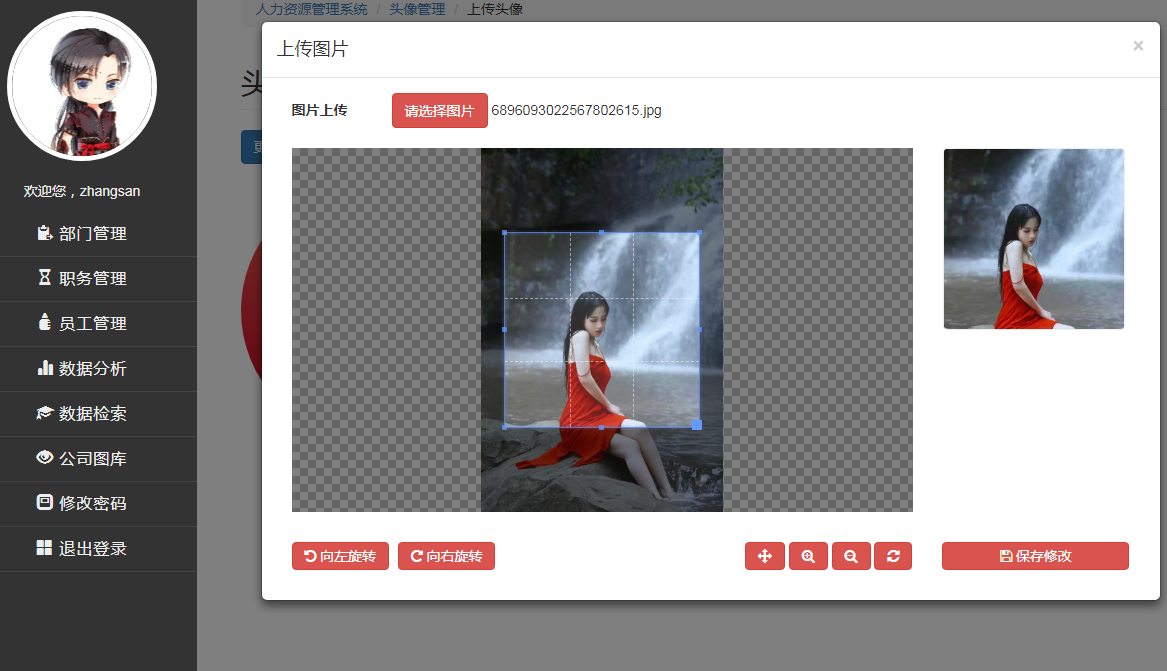 人力资源管理系统 / 头像管理 / 上传头像
上传图片
×
头
图片上传
请选择图片 6896093022567802615.jpg
欢迎您，zhangsan
部门管理
职务管理
员工管理
数据分析
数据检索
公司图库
修改密码
退出登录
向左旋转
向右旋转
保存修改